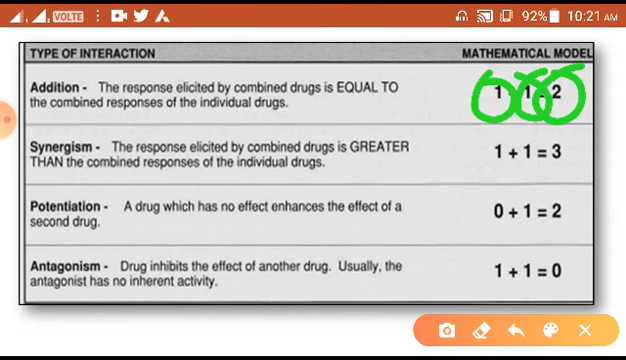 VOLTE 92% 10:21 AM
TYPE OF INTERACTION MATHEMATICAL MODEL
Addition - The response elicited by combined drugs is EQUAL TO 1 + 1 = 2
the combined responses of the individual drugs.
Synergism - The response elicited by combined drugs is GREATER 1 + 1 = 3
THAN the combined responses of the individual drugs.
Potentiation - A drug which has no effect enhances the effect of a 0 + 1 = 2
second drug.
Antagonism - Drug inhibits the effect of another drug. Usually, the 1 + 1 = 0
antagonist has no inherent activity.